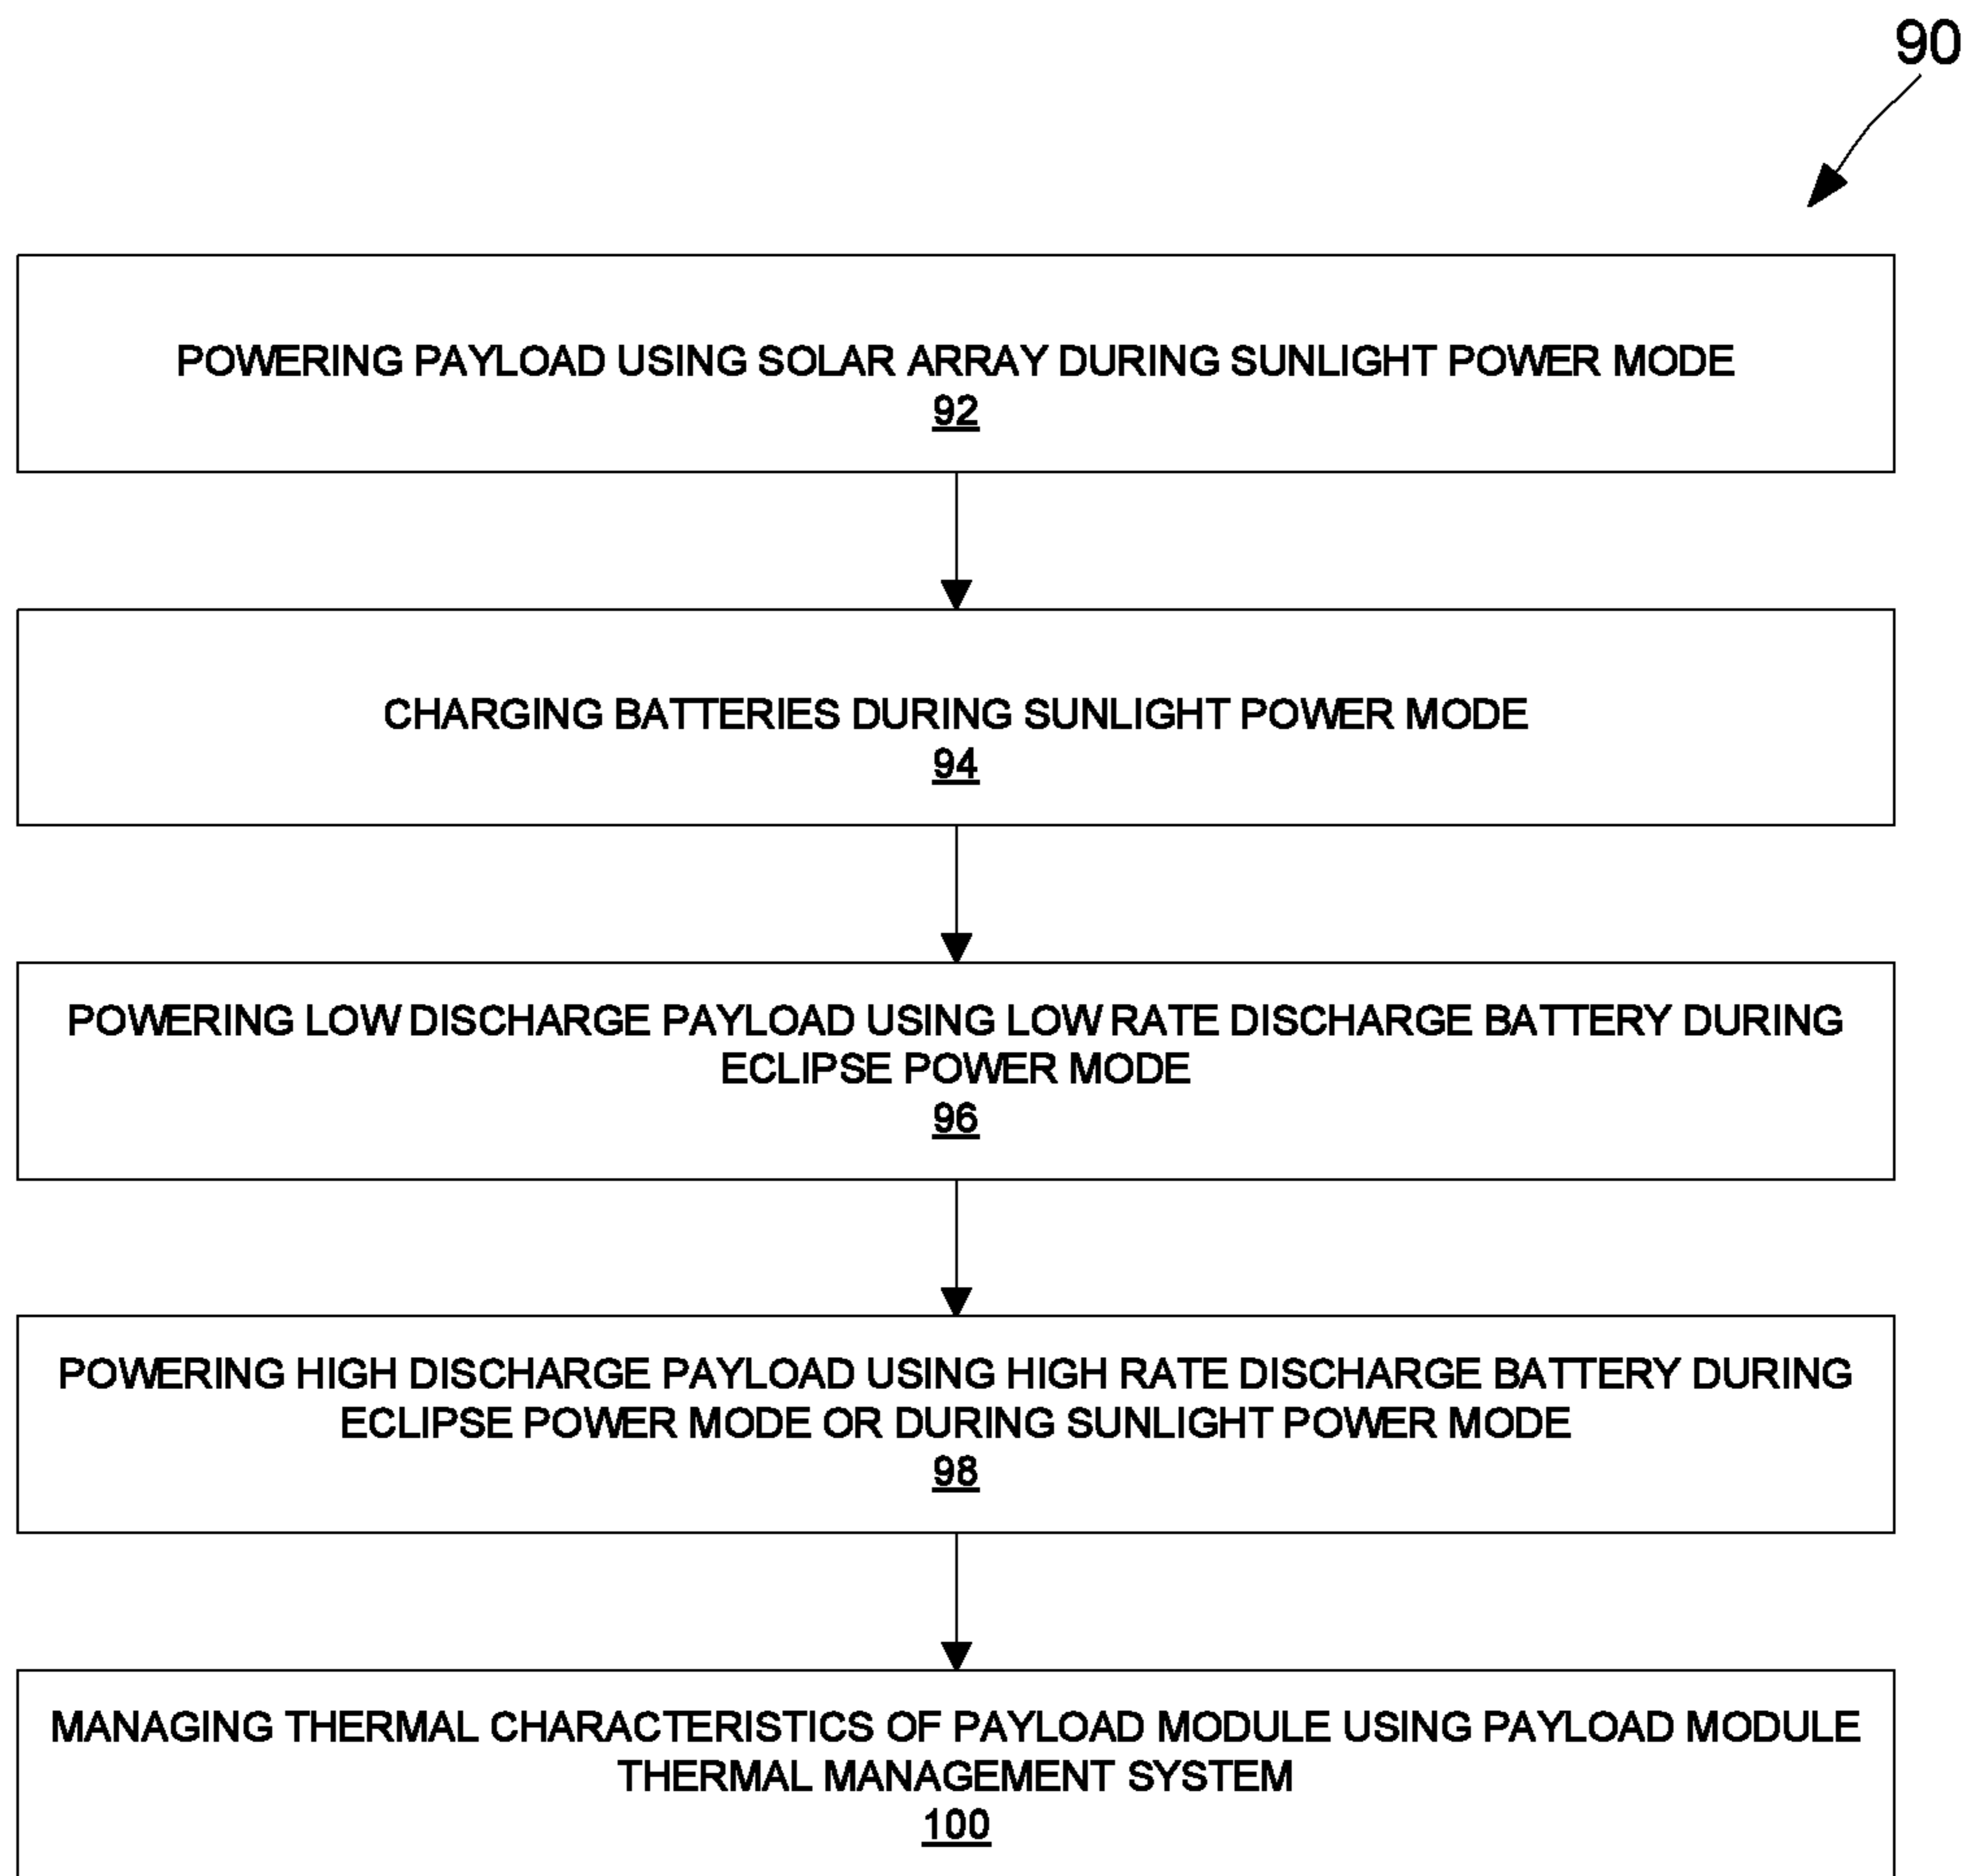 90
POWERING PAYLOAD USING SOLAR ARRAY DURING SUNLIGHT POWER MODE
92
CHARGING BATTERIES DURING SUNLIGHT POWER MODE
94
POWERING LOW DISCHARGE PAYLOAD USING LOW RATE DISCHARGE BATTERY DURING
ECLIPSE POWER MODE
96
POWERING HIGH DISCHARGE PAYLOAD USING HIGH RATE DISCHARGE BATTERY DURING
ECLIPSE POWER MODE OR DURING SUNLIGHT POWER MODE
98
MANAGING THERMAL CHARACTERISTICS OF PAYLOAD MODULE USING PAYLOAD MODULE
THERMAL MANAGEMENT SYSTEM
100